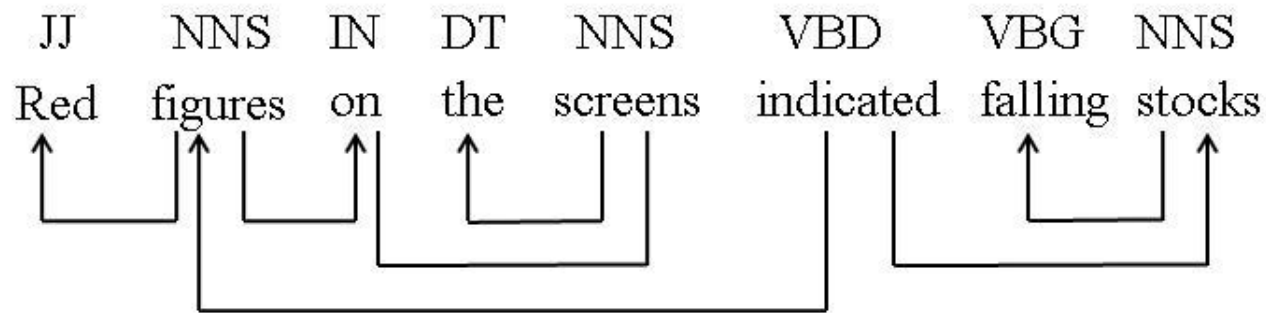 JJ NNS IN DT NNS VBD VBG NNS
Red figures on the screens indicated falling stocks